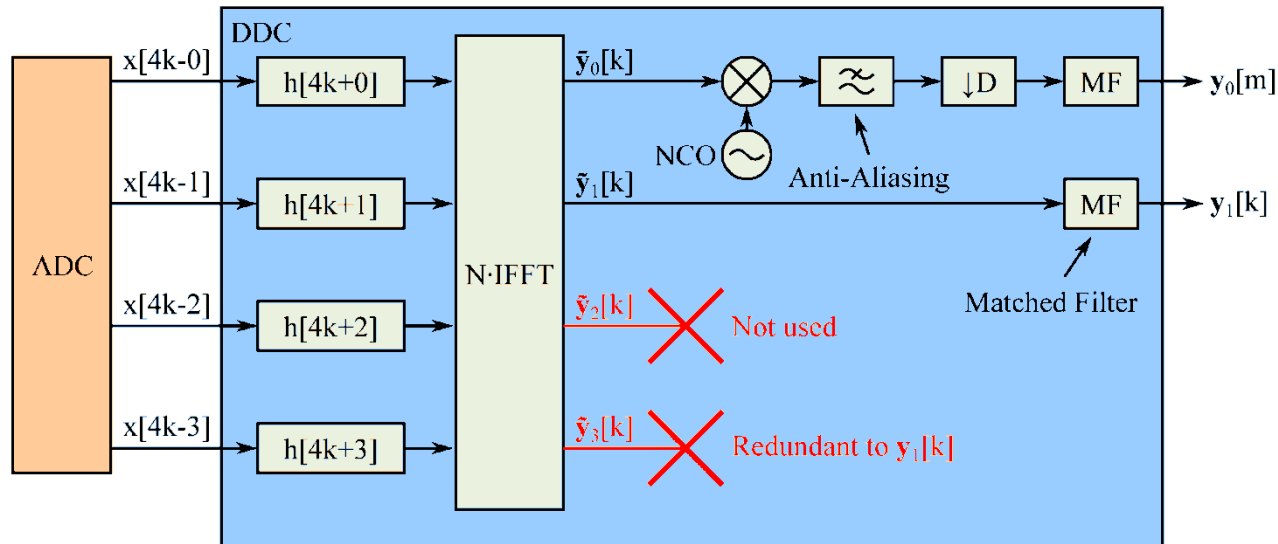 DDC
x[4k-0]
h[4k+0]
ỹ₀[k]
↓D
MF
y₀[m]
NCO
Anti-Aliasing
x[4k-1]
h[4k+1]
ỹ₁[k]
MF
y₁[k]
ADC
N·IFFT
Matched Filter
x[4k-2]
h[4k+2]
ỹ₂[k]
Not used
x[4k-3]
h[4k+3]
ỹ₃[k]
Redundant to y₁[k]